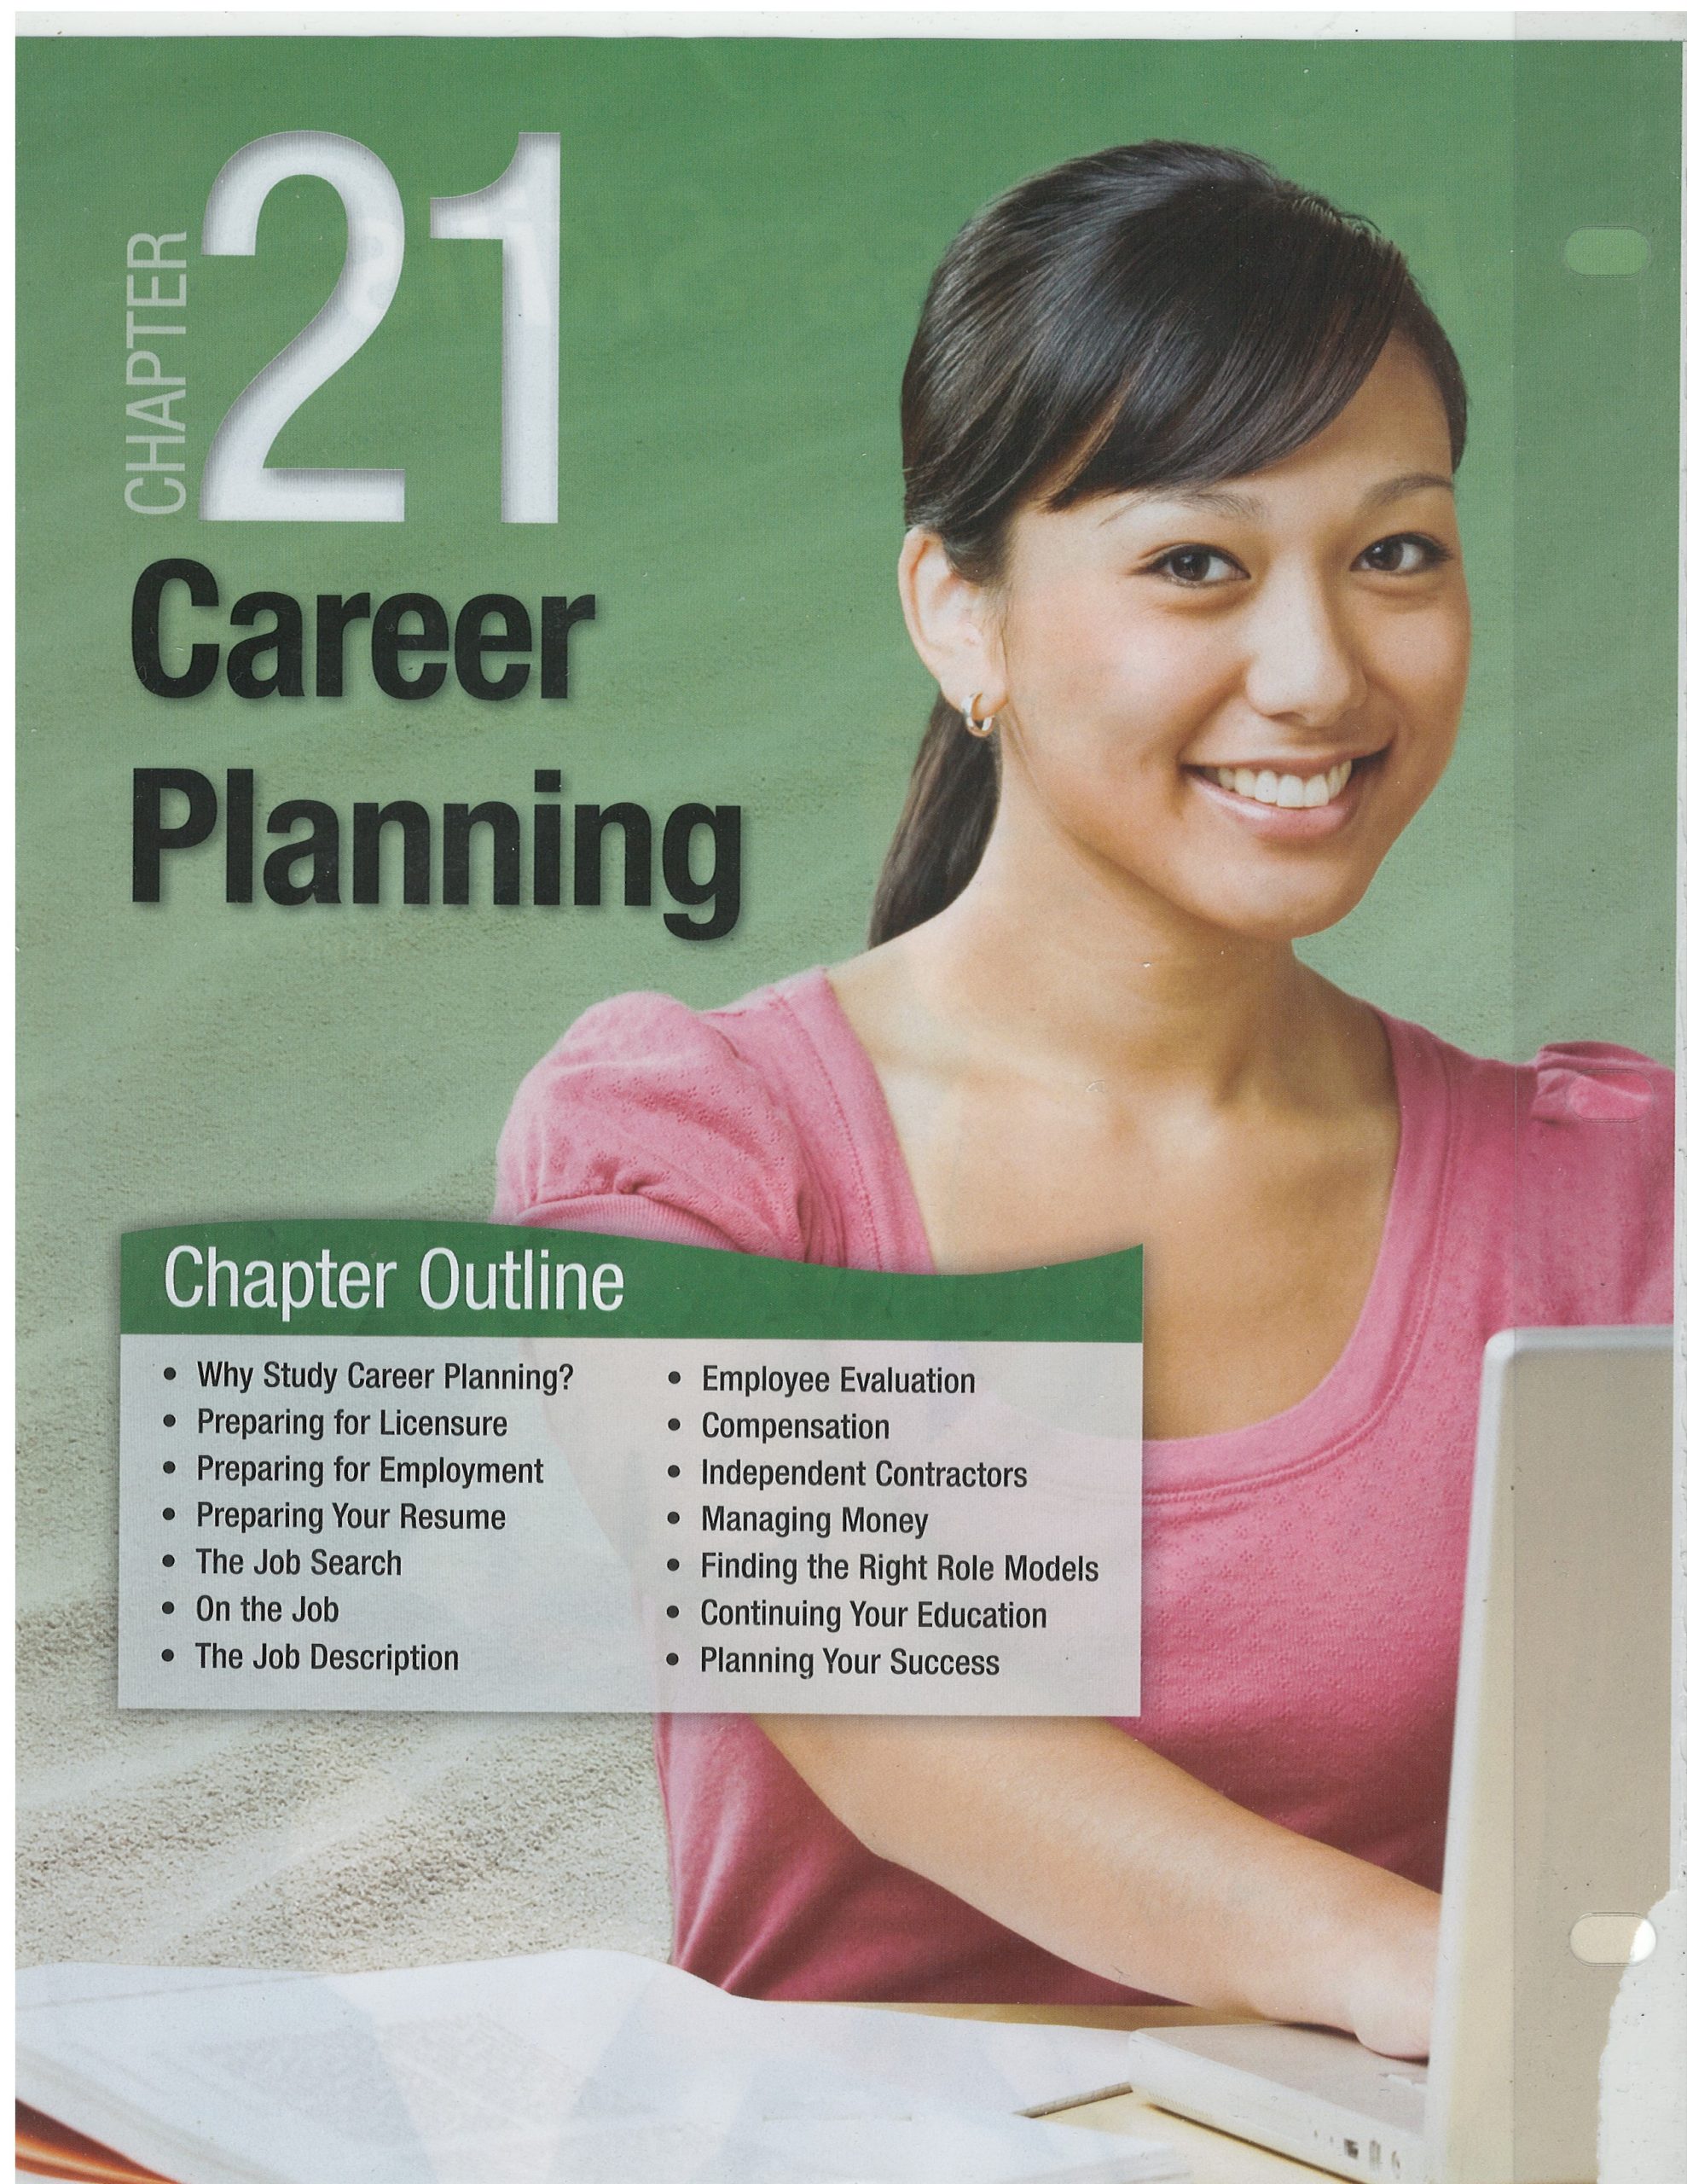 CHAPTER
21
Career
Planning
Chapter Outline
• Why Study Career Planning?
• Preparing for Licensure
• Preparing for Employment
• Preparing Your Resume
• The Job Search
• On the Job
• The Job Description
• Employee Evaluation
• Compensation
• Independent Contractors
• Managing Money
• Finding the Right Role Models
• Continuing Your Education
• Planning Your Success